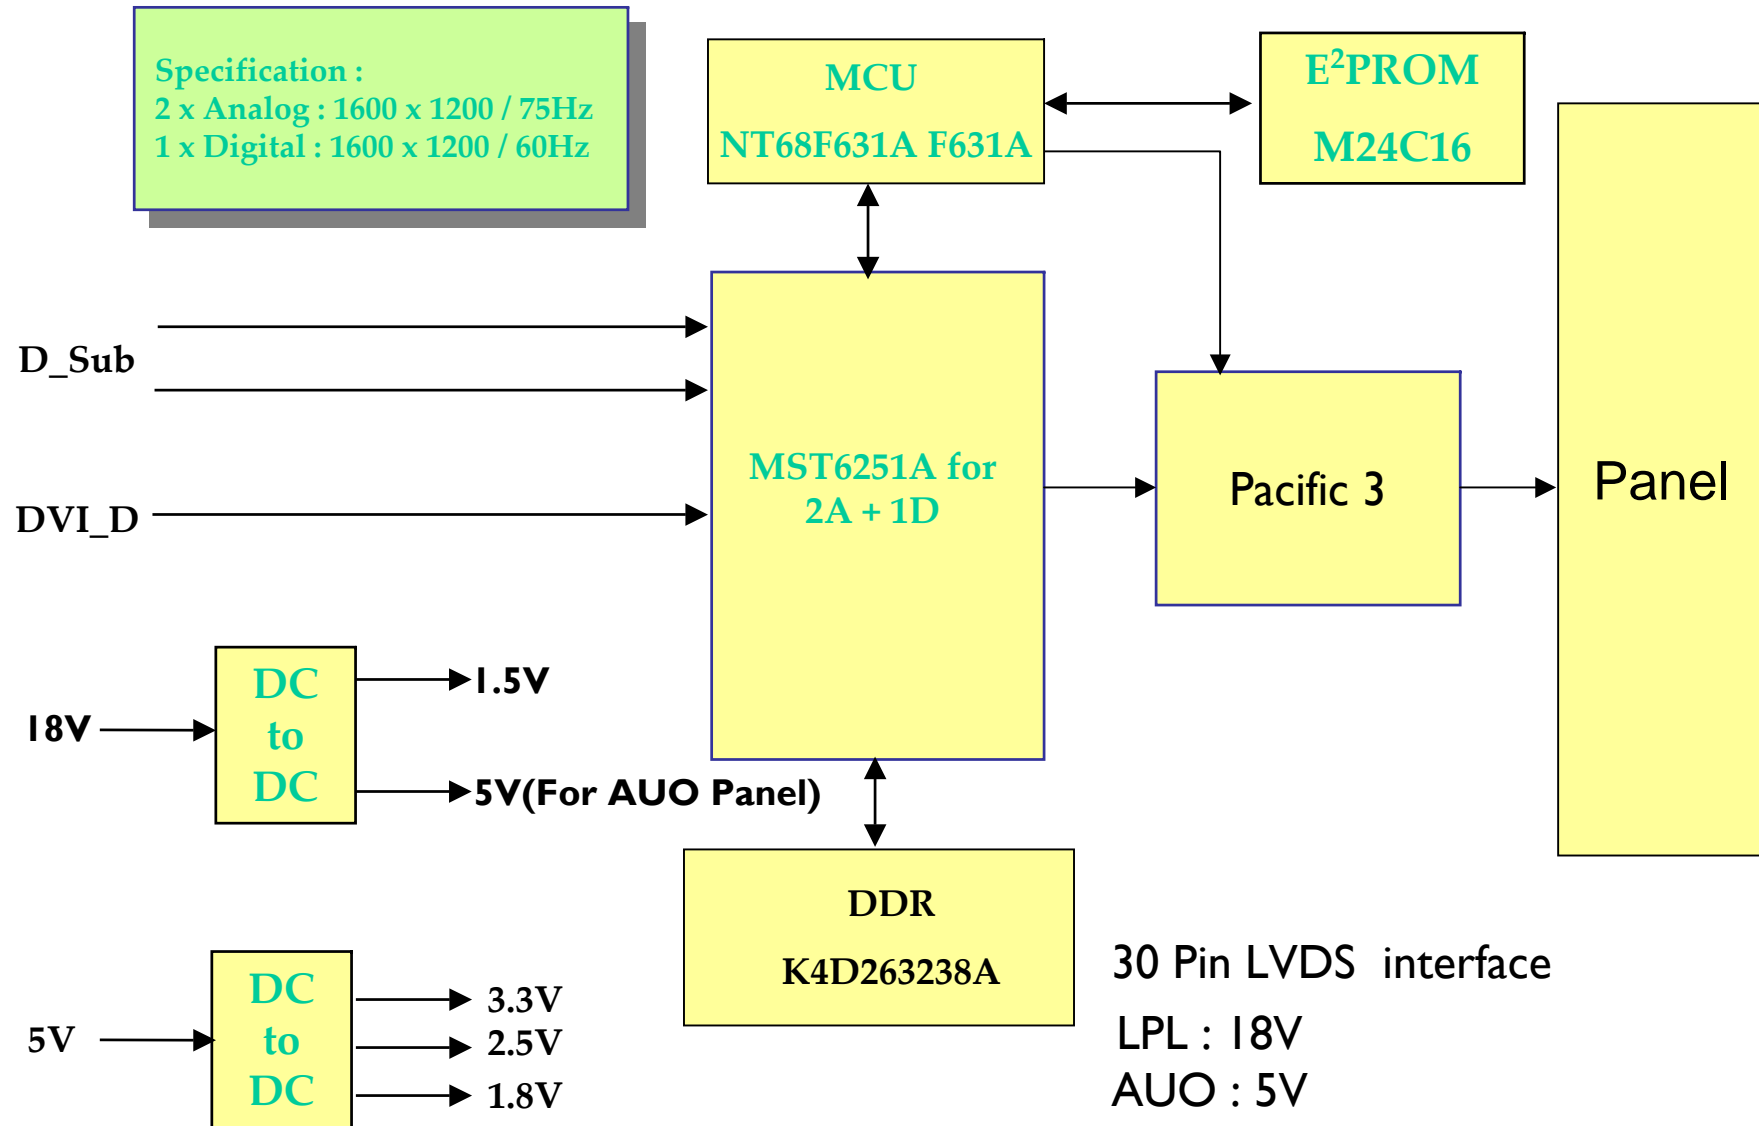 Specification :
2 x Analog : 1600 x 1200 / 75Hz
1 x Digital : 1600 x 1200 / 60Hz
MCU
NT68F631A F631A
E²PROM
M24C16
D_Sub
DVI_D
MST6251A for
2A + 1D
Pacific 3
Panel
18V
DC
to
DC
1.5V
5V(For AUO Panel)
DDR
K4D263238A
5V
DC
to
DC
3.3V
2.5V
1.8V
30 Pin LVDS interface
LPL : 18V
AUO : 5V